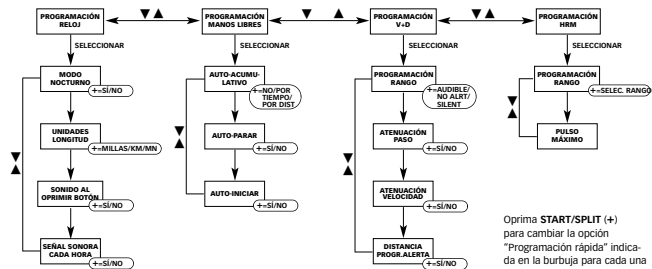 PROGRAMACIÓN
RELOJ
▼▲
PROGRAMACIÓN
MANOS LIBRES
▼ ▲
PROGRAMACIÓN
V+D
▼▲
PROGRAMACIÓN
HRM
SELECCIONAR
SELECCIONAR
SELECCIONAR
SELECCIONAR
MODO
NOCTURNO
+=SÍ/NO
UNIDADES
LONGITUD
+=MILLAS/KM/MN
SONIDO AL
OPRIMIR BOTÓN
+=SÍ/NO
SEÑAL SONORA
CADA HORA
+=SÍ/NO
▼
▲
AUTO-ACUMU-
LATIVO
+=NO/POR
TIEMPO/
POR DIST
AUTO-PARAR
+=SÍ/NO
AUTO-INICIAR
+=SÍ/NO
▼
▲
PROGRAMACIÓN
RANGO
+=AUDIBLE/
NO ALRT/
SILENT
ATENUACIÓN
PASO
+=SÍ/NO
ATENUACIÓN
VELOCIDAD
+=SÍ/NO
DISTANCIA
PROGR.ALERTA
+=SÍ/NO
▼
▲
PROGRAMACIÓN
RANGO
+=SELEC. RANGO
PULSO
MÁXIMO
▼
▲
Oprima START/SPLIT (+)
para cambiar la opción
"Programación rápida" indica-
da en la burbuja para cada una